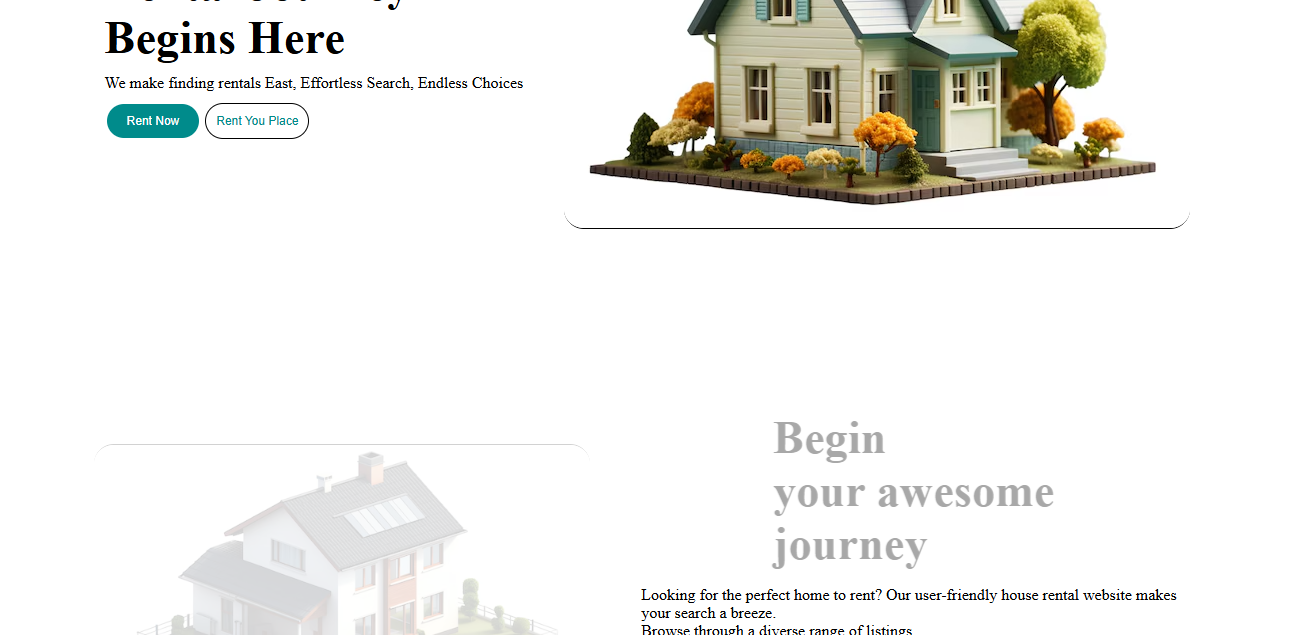 Begins Here
We make finding rentals East, Effortless Search, Endless Choices
Rent Now
Rent You Place
Begin
your awesome
journey
Looking for the perfect home to rent? Our user-friendly house rental website makes
your search a breeze.
Browse through a diverse range of listings